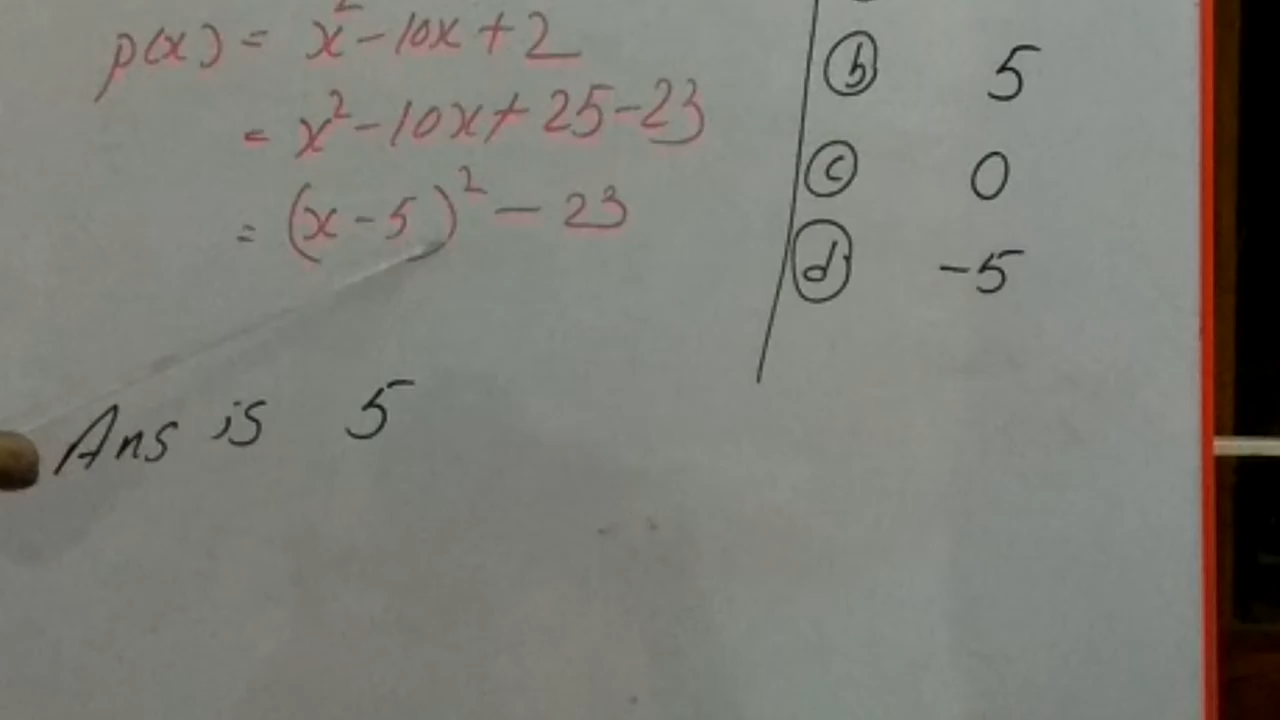 p(x) = x² - 10x + 2
= x² - 10x + 25 - 23
= (x - 5)² - 23
Ans is 5
(b) 5
(c) 0
(d) -5